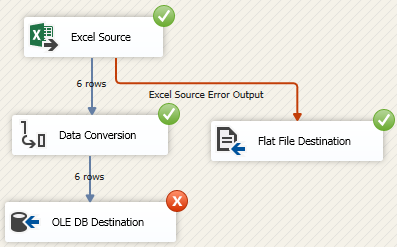 Excel Source
6 rows
Excel Source Error Output
Data Conversion
Flat File Destination
6 rows
OLE DB Destination